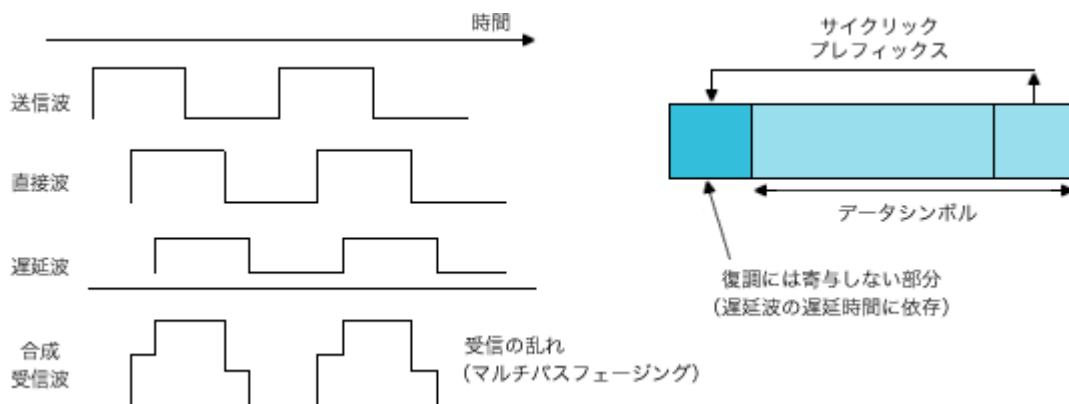 時間
送信波
直接波
遅延波
合成
受信波
受信の乱れ
（マルチパスフェージング）
サイクリック
プレフィックス
データシンボル
復調には寄与しない部分
（遅延波の遅延時間に依存）